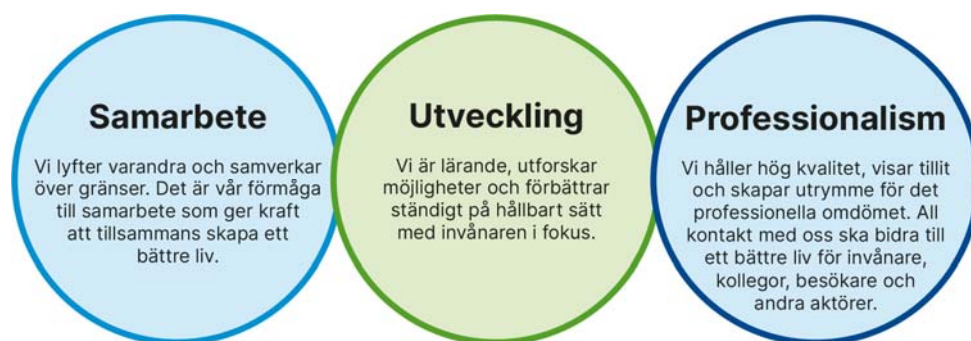 Samarbete
Vi lyfter varandra och samverkar
över gränser. Det är vår förmåga
till samarbete som ger kraft
att tillsammans skapa ett
bättre liv.
Utveckling
Vi är lärande, utforskar
möjligheter och förbättrar
ständigt på hållbart sätt
med invånaren i fokus.
Professionalism
Vi håller hög kvalitet, visar tillit
och skapar utrymme för det
professionella omdömet. All
kontakt med oss ska bidra till
ett bättre liv för invånare,
kollegor, besökare och
andra aktörer.